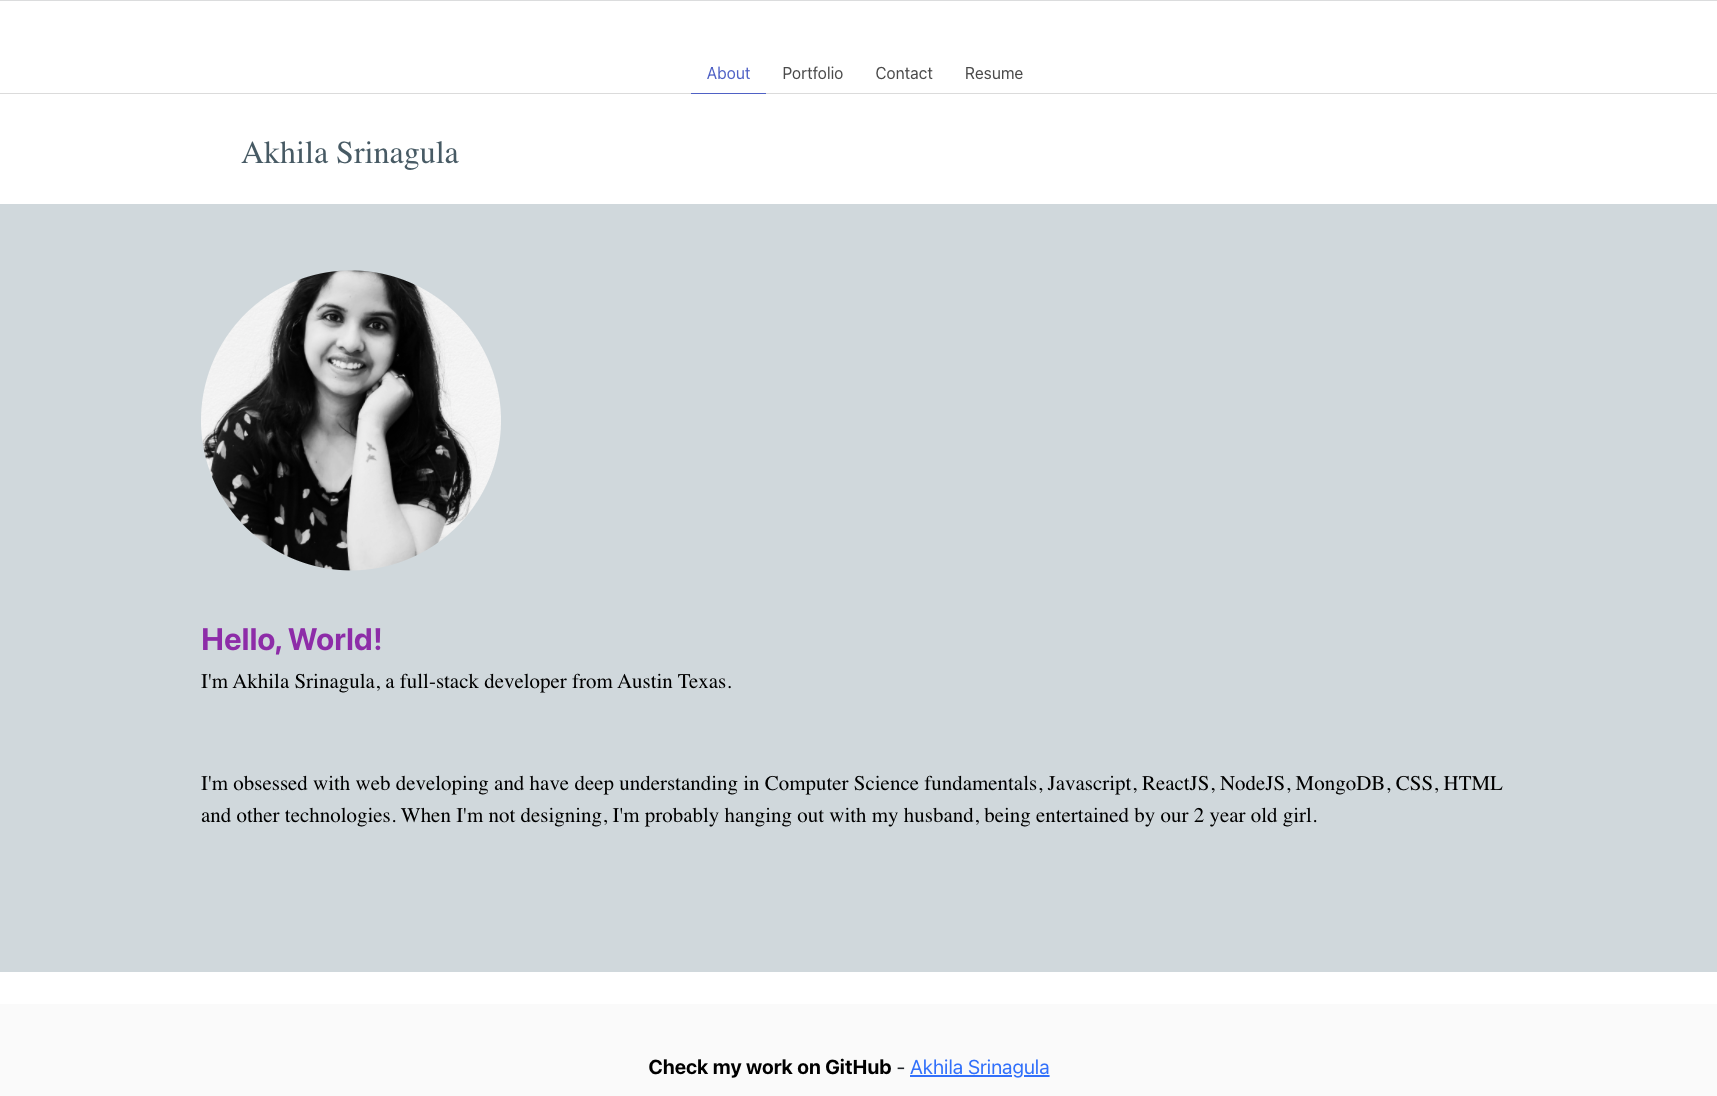 About Portfolio Contact Resume
Akhila Srinagula
Hello, World!
I'm Akhila Srinagula, a full-stack developer from Austin Texas.
I'm obsessed with web developing and have deep understanding in Computer Science fundamentals, Javascript, ReactJS, NodeJS, MongoDB, CSS, HTML
and other technologies. When I'm not designing, I'm probably hanging out with my husband, being entertained by our 2 year old girl.
Check my work on GitHub - Akhila Srinagula